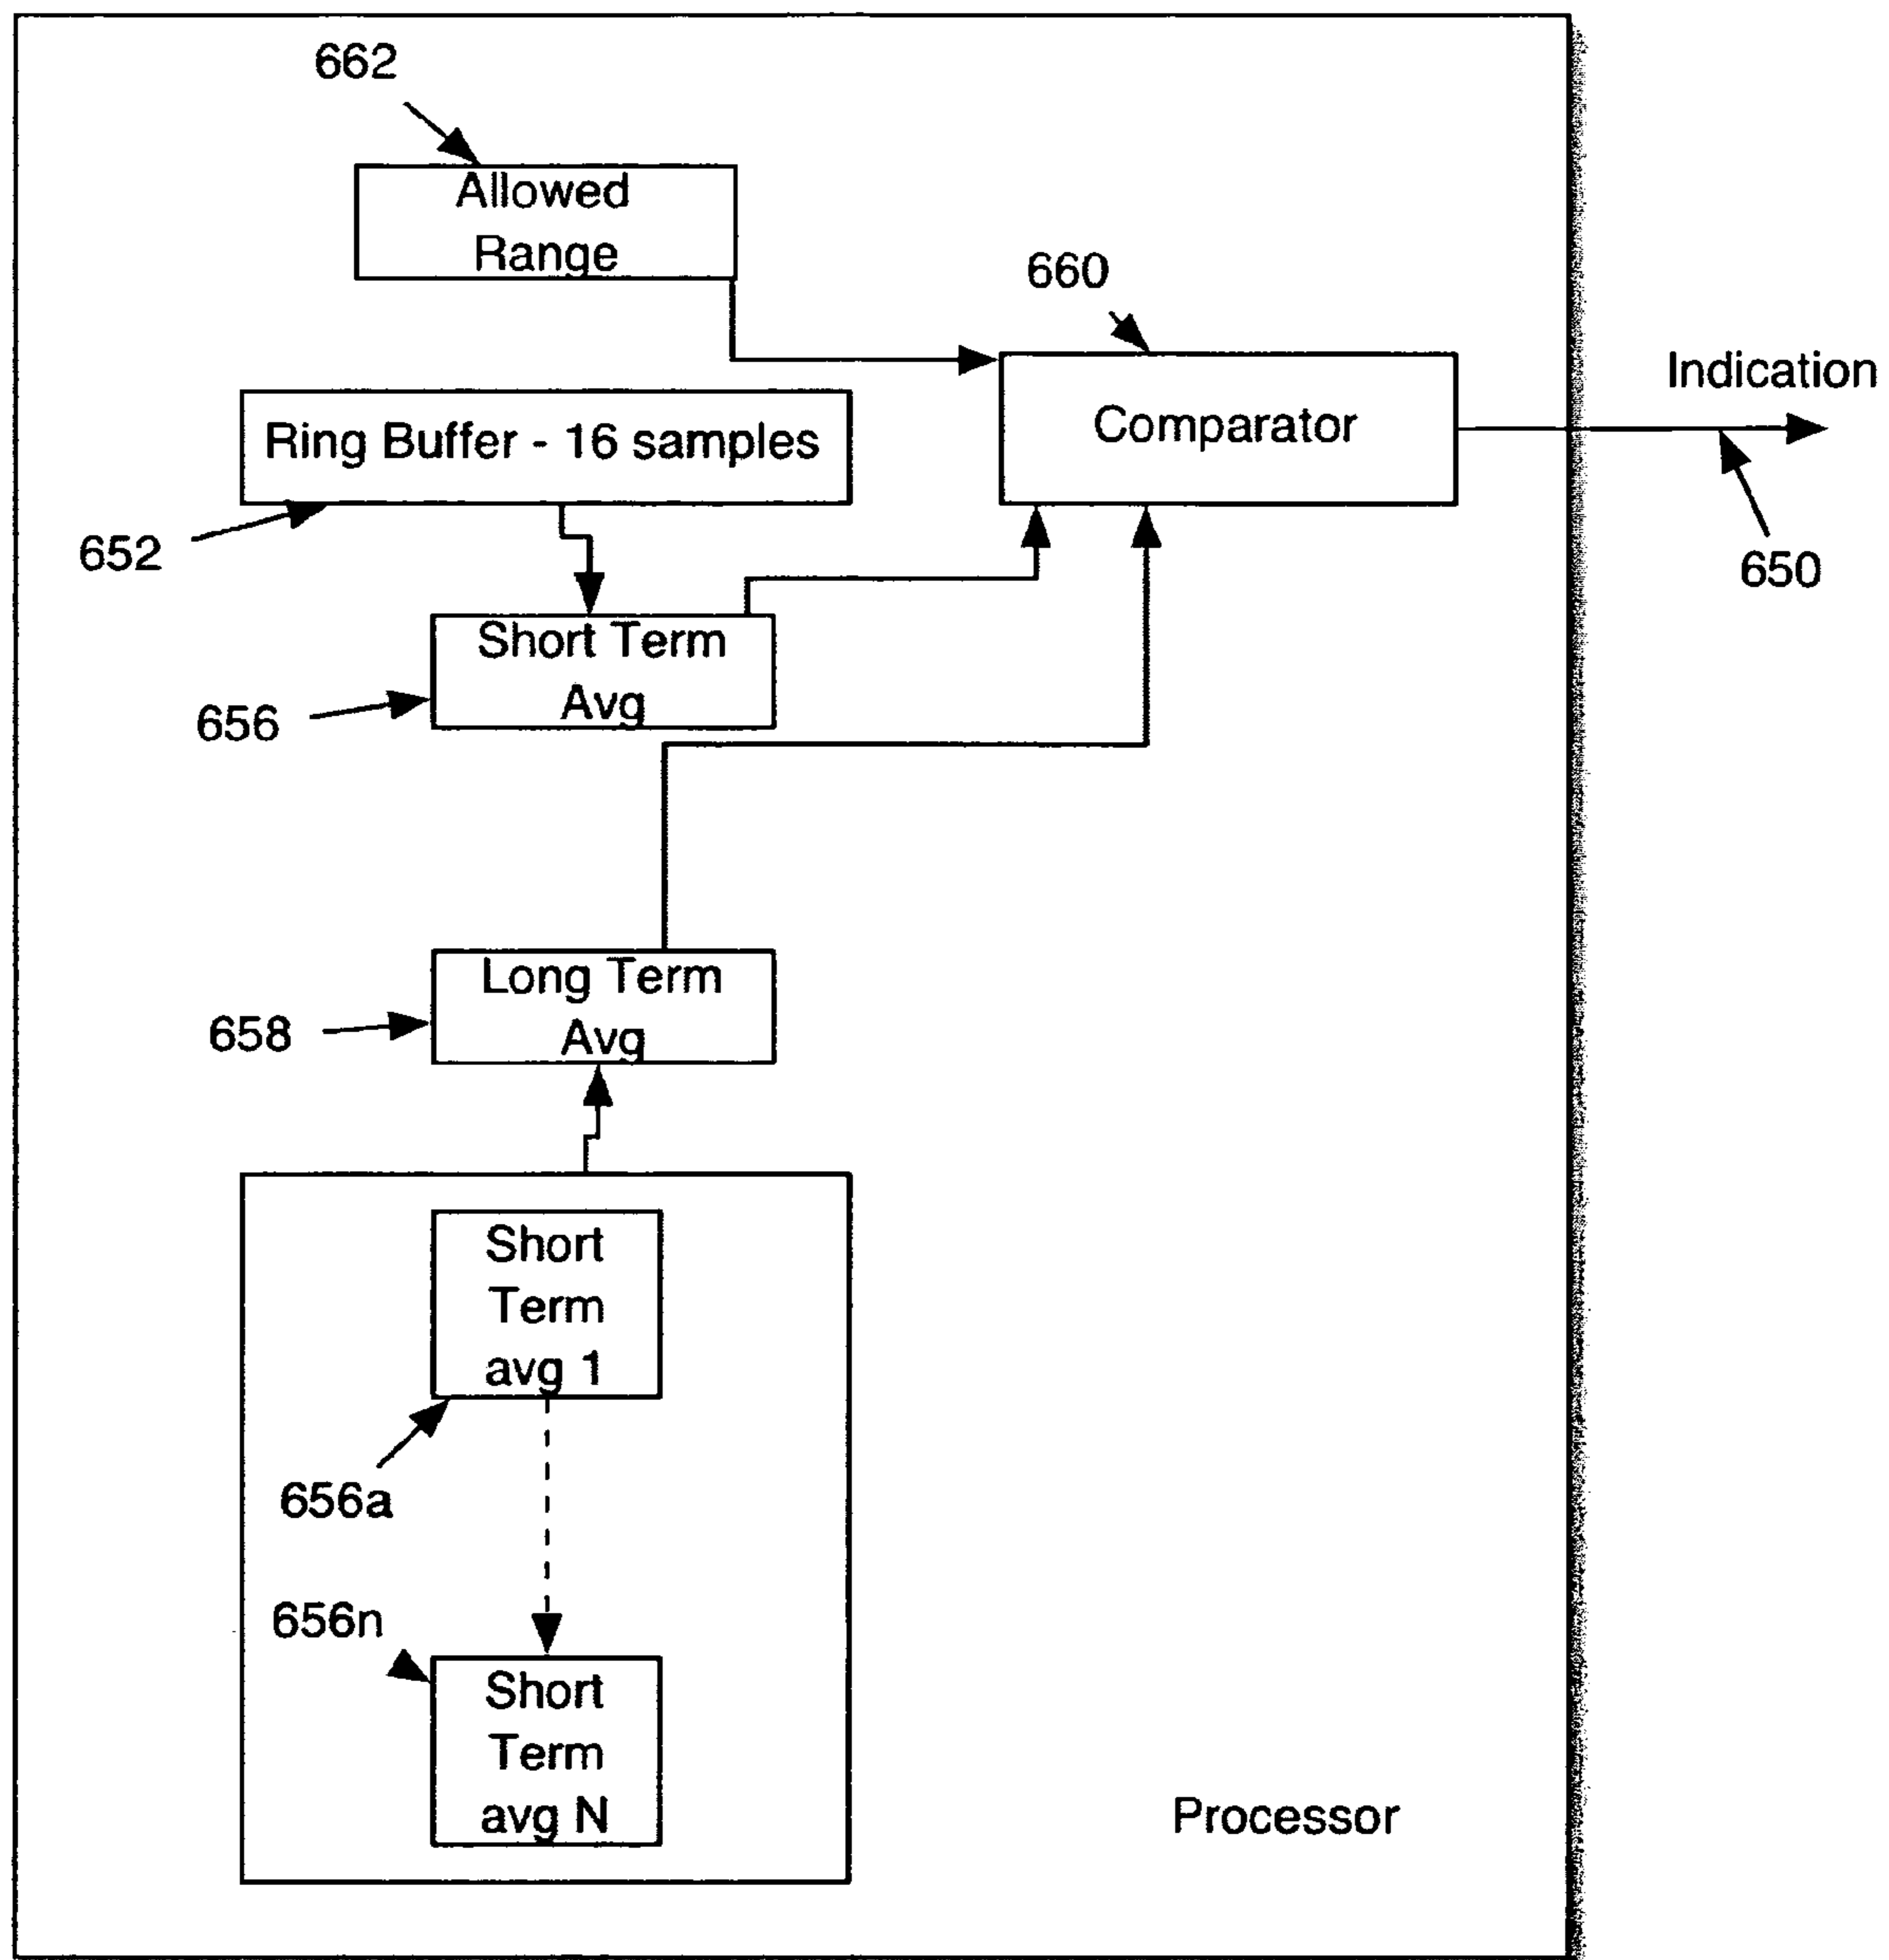 662
Allowed
Range
660
Indication
Comparator
Ring Buffer - 16 samples
652
650
Short Term
Avg
656
Long Term
Avg
658
Short
Term
avg 1
656a
656n
Short
Term
avg N
Processor